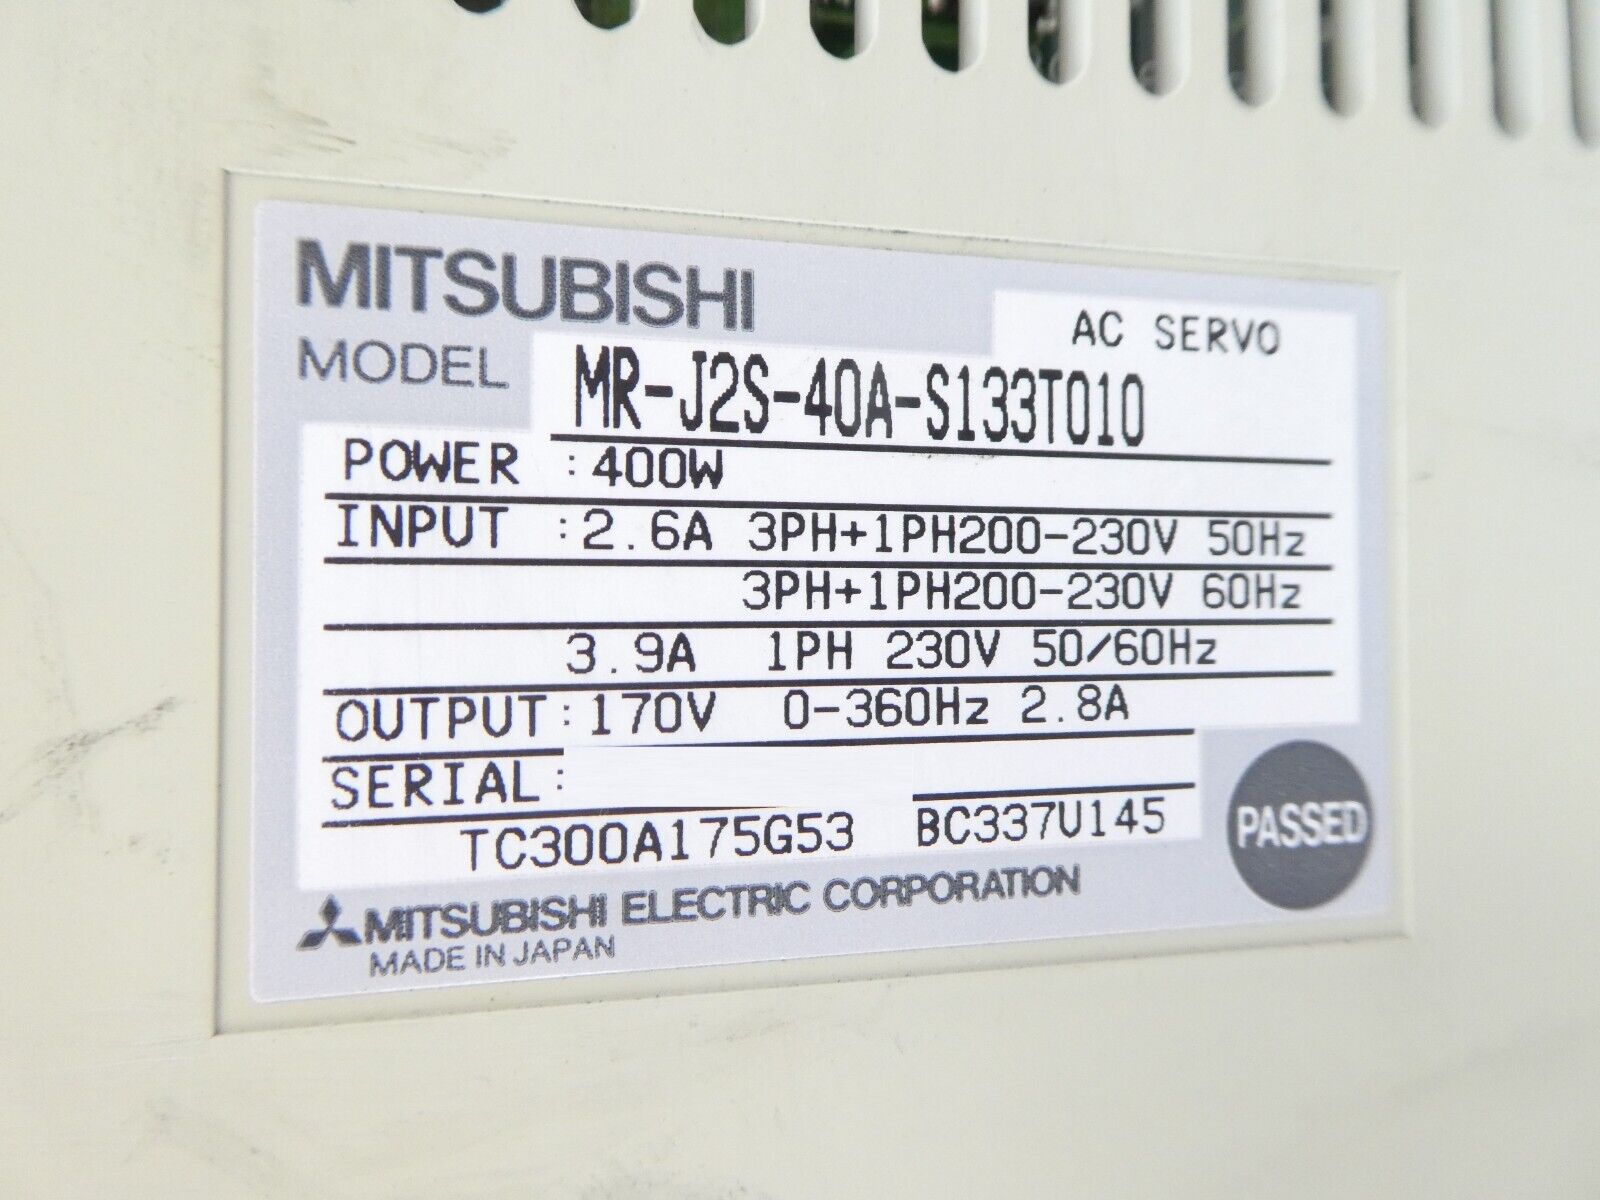 MITSUBISHI
AC SERVO
MODEL MR-J2S-40A-S133T010
POWER :400W
INPUT :2.6A 3PH+1PH200-230V 50Hz
3PH+1PH200-230V 60Hz
3.9A 1PH 230V 50/60Hz
OUTPUT:170V 0-360Hz 2.8A
SERIAL:
TC300A175G53 BC337U145
PASSED
MITSUBISHI ELECTRIC CORPORATION
MADE IN JAPAN